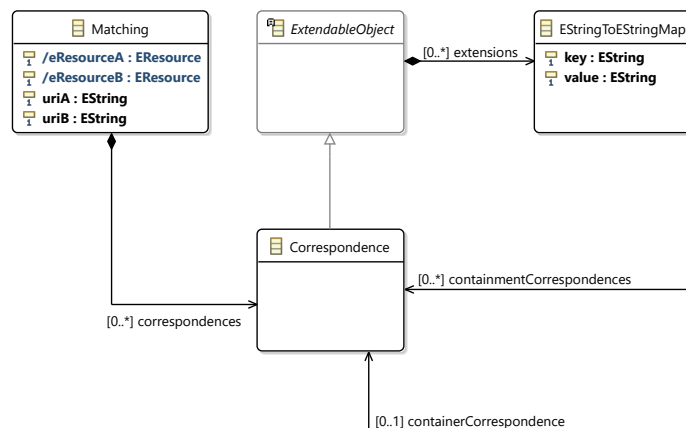 Matching
/eResourceA : EResource
/eResourceB : EResource
uriA : EString
uriB : EString
ExtendableObject
[0..*] extensions
EStringToEStringMap
key : EString
value : EString
Correspondence
[0..*] containmentCorrespondences
[0..*] correspondences
[0..1] containerCorrespondence